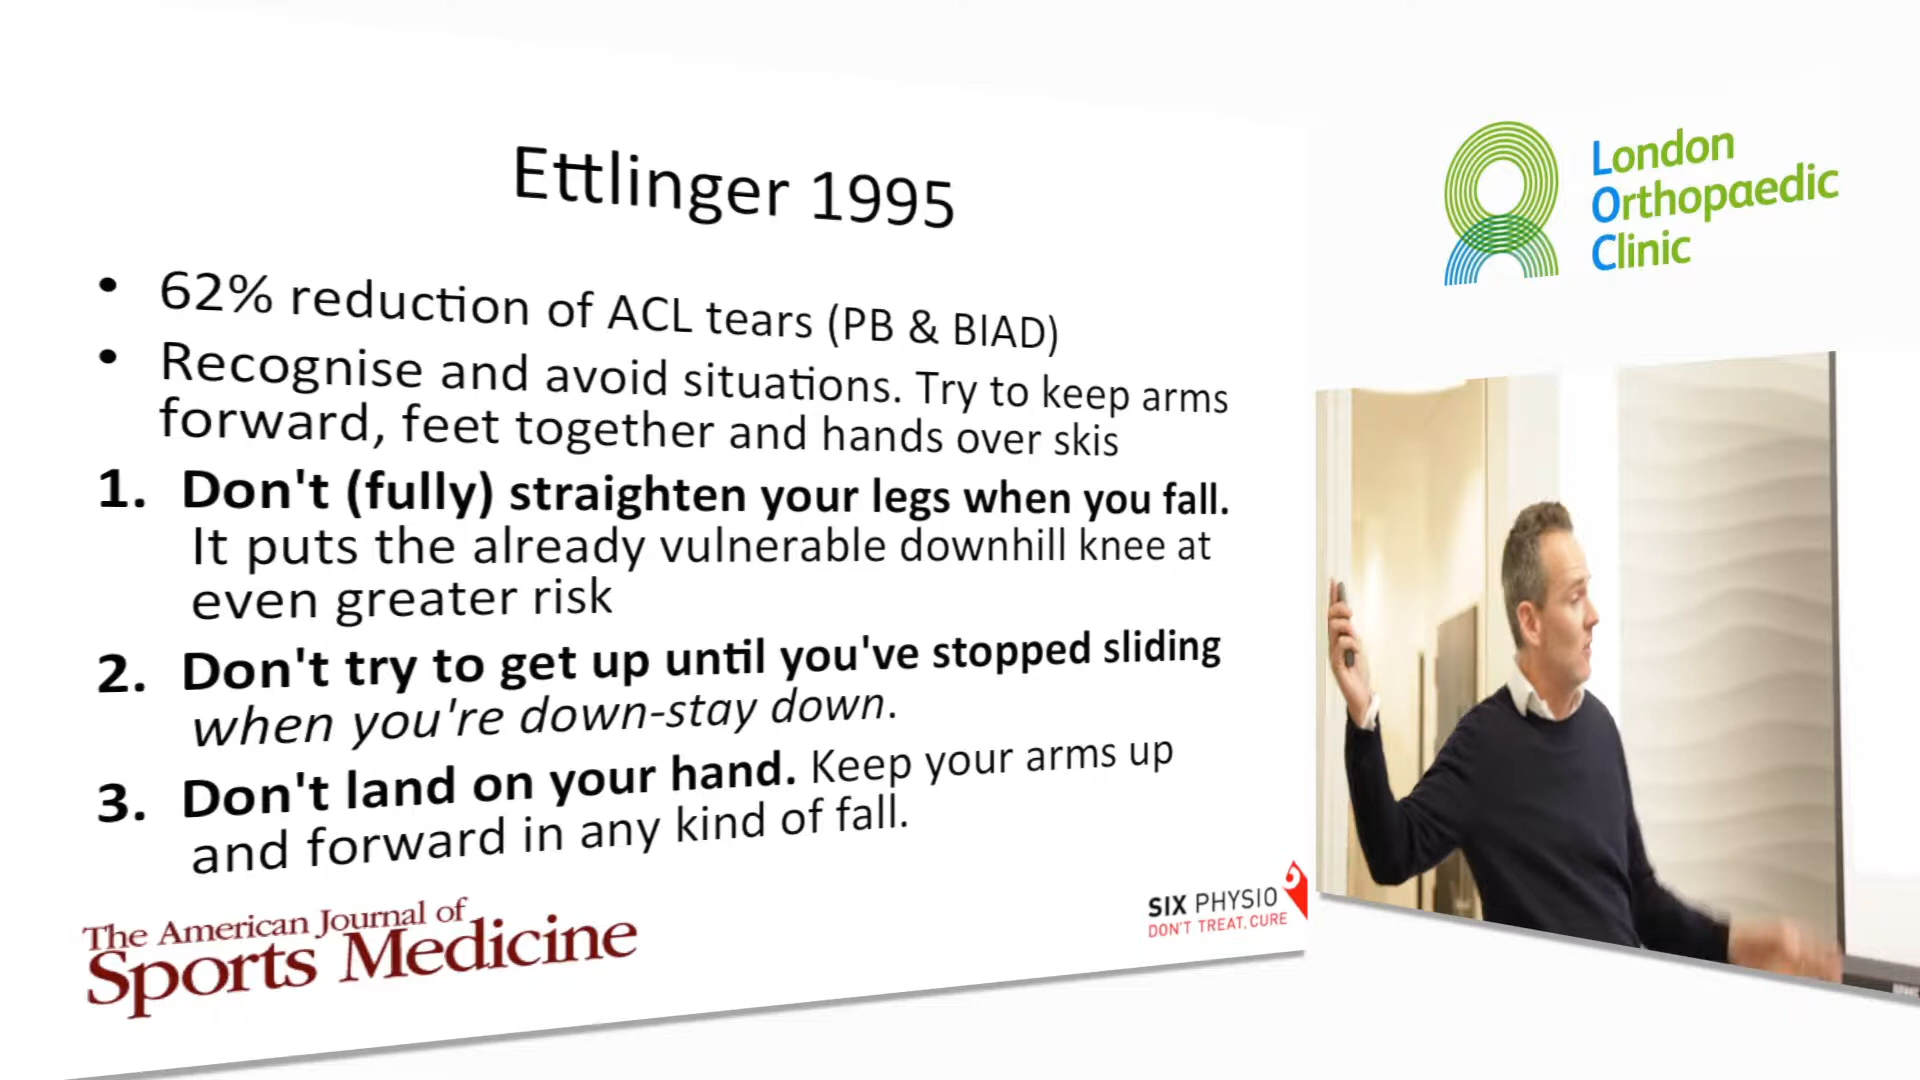 Ettlinger 1995
• 62% reduction of ACL tears (PB & BIAD)
• Recognise and avoid situations. Try to keep arms
forward, feet together and hands over skis
1. Don't (fully) straighten your legs when you fall.
It puts the already vulnerable downhill knee at
even greater risk
2. Don't try to get up until you've stopped sliding
when you're down-stay down.
3. Don't land on your hand. Keep your arms up
and forward in any kind of fall.
The American Journal of
Sports Medicine
SIX PHYSIO
DON'T TREAT. CURE
London
Orthopaedic
Clinic